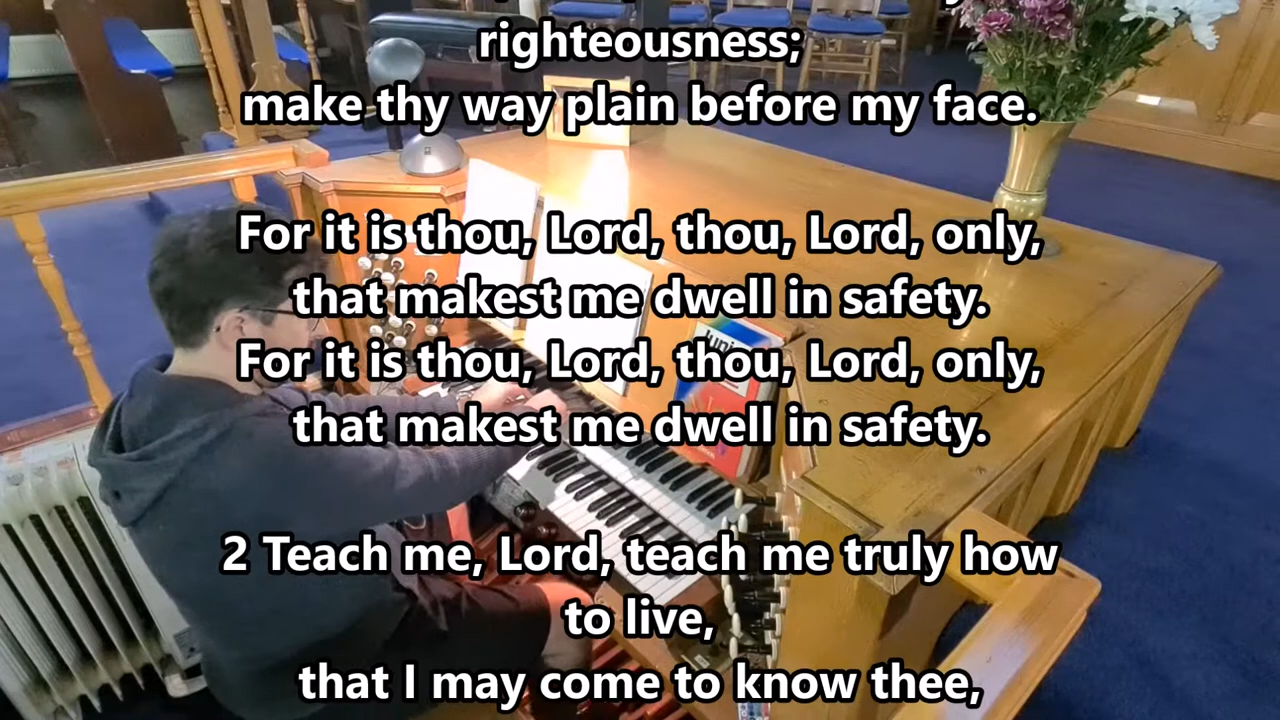 righteousness;
make thy way plain before my face.
For it is thou, Lord, thou, Lord, only,
that makest me dwell in safety.
For it is thou, Lord, thou, Lord, only,
that makest me dwell in safety.
2 Teach me, Lord, teach me truly how
to live,
that I may come to know thee,